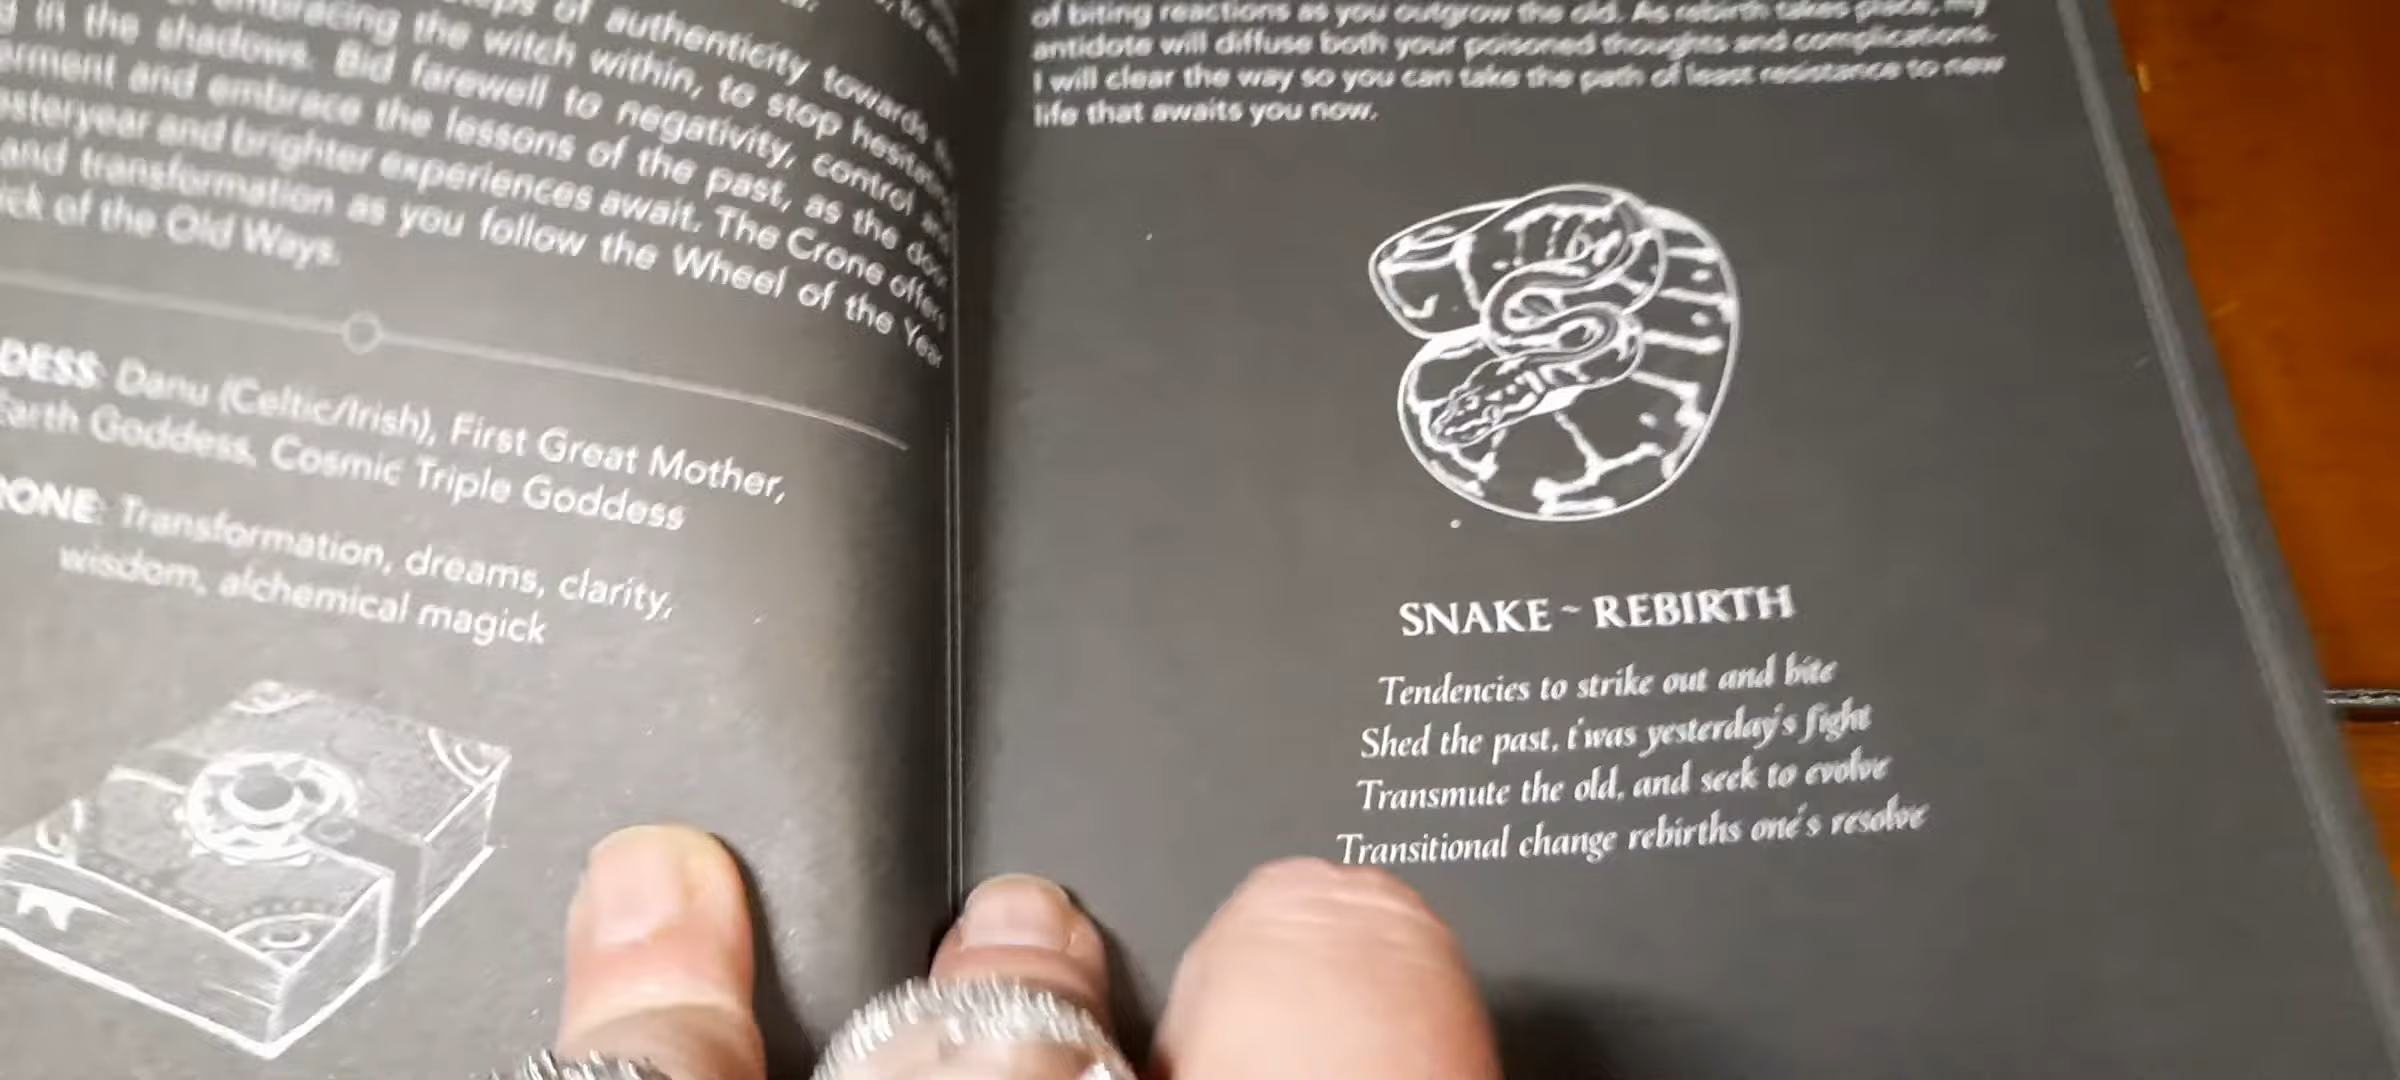 of authenticity towards
embracing the witch within, to stop
in the shadows. Bid farewell to negativity, control
and embrace the lessons of the past, as the
and brighter experiences await. The Crone offers
and transformation as you follow the Wheel of the Year
of the Old Ways.
DESS: Danu (Celtic/Irish), First Great Mother,
Earth Goddess, Cosmic Triple Goddess
RONE: Transformation, dreams, clarity,
wisdom, alchemical magick
of biting reactions as you outgrow the old. As rebirth takes place, my
antidote will diffuse both your poisoned thoughts and complications.
I will clear the way so you can take the path of least resistance to new
life that awaits you now.
SNAKE ~ REBIRTH
Tendencies to strike out and bite
Shed the past, t'was yesterday's fight
Transmute the old, and seek to evolve
Transitional change rebirths one's resolve